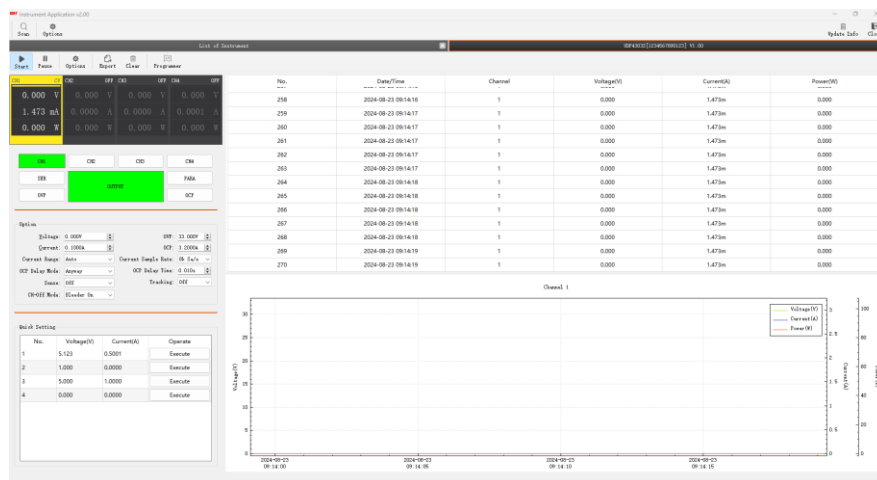 Instrument Application v2.00
Scan Options Update Info Clo
List of Instrument
Start Pause Options Export Clear Programmer
CH1 CV CH2 OFF CH3 OFF CH4 OFF
0.000 V 0.000 V 0.000 V 0.000 V
1.473 mA 0.0000 A 0.0000 A 0.0001 A
0.000 W 0.000 W 0.000 W 0.000 W
CH1 CH2 CH3 CH4
SER PARA
OUTPUT
OVP OCP
Option
Voltage: 0.000V OVP: 33.000V
Current: 0.1000A OCP: 3.2000A
Current Range: Auto Current Sample Rate: 8k Sa/s
OCP Delay Mode: Anyway OCP Delay Time: 0.010s
Sense: OFF Tracking: OFF
CH-Off Mode: Bleeder On
Quick Setting
No. Voltage(V) Current(A) Operate
1 5.123 0.5001 Execute
2 1.000 0.0000 Execute
3 5.000 1.0000 Execute
4 0.000 0.0000 Execute
No. Date/Time Channel Voltage(V) Current(A) Power(W)
258 2024-08-23 09:14:16 1 0.000 1.473m 0.000
259 2024-08-23 09:14:17 1 0.000 1.473m 0.000
260 2024-08-23 09:14:17 1 0.000 1.473m 0.000
261 2024-08-23 09:14:17 1 0.000 1.473m 0.000
262 2024-08-23 09:14:17 1 0.000 1.473m 0.000
263 2024-08-23 09:14:17 1 0.000 1.473m 0.000
264 2024-08-23 09:14:18 1 0.000 1.473m 0.000
265 2024-08-23 09:14:18 1 0.000 1.473m 0.000
266 2024-08-23 09:14:18 1 0.000 1.473m 0.000
267 2024-08-23 09:14:18 1 0.000 1.473m 0.000
268 2024-08-23 09:14:18 1 0.000 1.473m 0.000
269 2024-08-23 09:14:19 1 0.000 1.473m 0.000
270 2024-08-23 09:14:19 1 0.000 1.473m 0.000
Channel 1
Voltage(V)
Current(A)
Power(W)
Voltage(V)
30
25
20
15
10
5
0
3
2.5
2
1.5
1
0.5
0
Current(A)
100
80
60
40
20
0
2024-08-23 2024-08-23 2024-08-23 2024-08-23
09:14:00 09:14:05 09:14:10 09:14:15